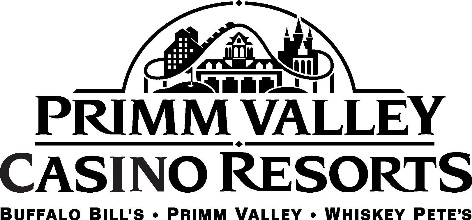 PRIMM VALLEY
CASINO RESORTS
BUFFALO BILL'S • PRIMM VALLEY • WHISKEY PETE'S